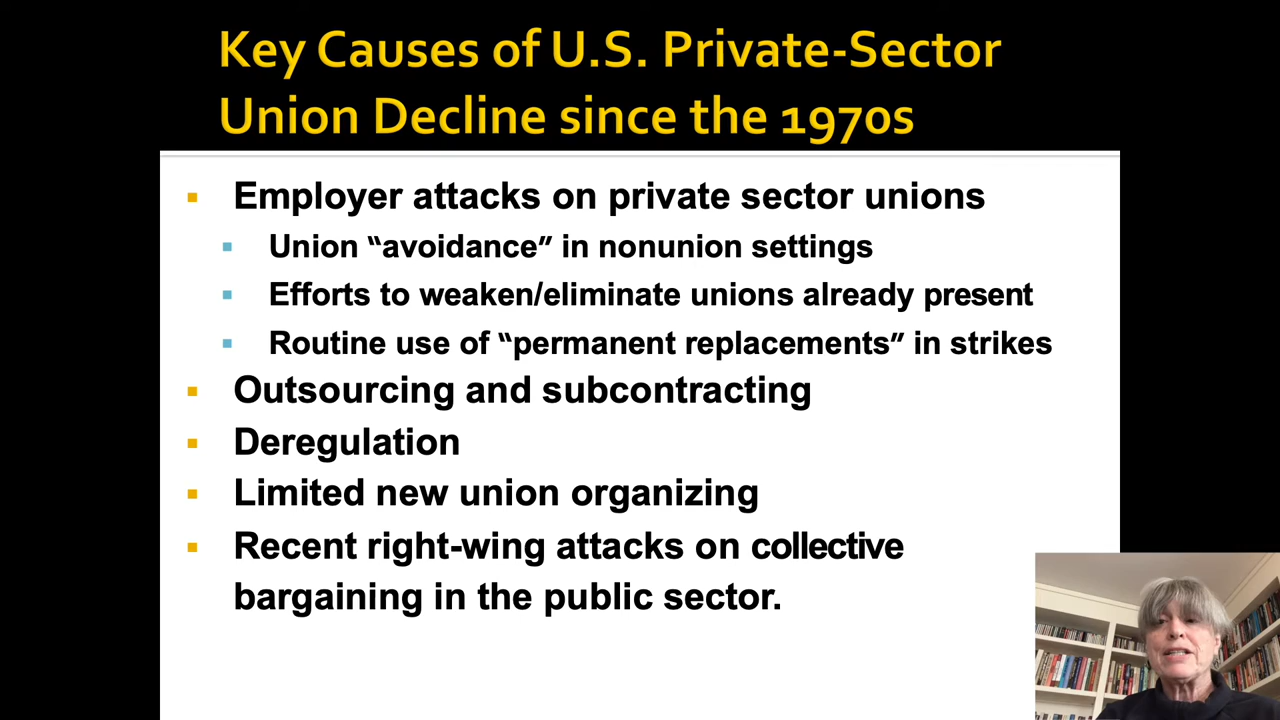 Key Causes of U.S. Private-Sector
Union Decline since the 1970s
Employer attacks on private sector unions
Union “avoidance” in nonunion settings
Efforts to weaken/eliminate unions already present
Routine use of “permanent replacements” in strikes
Outsourcing and subcontracting
Deregulation
Limited new union organizing
Recent right-wing attacks on collective
bargaining in the public sector.